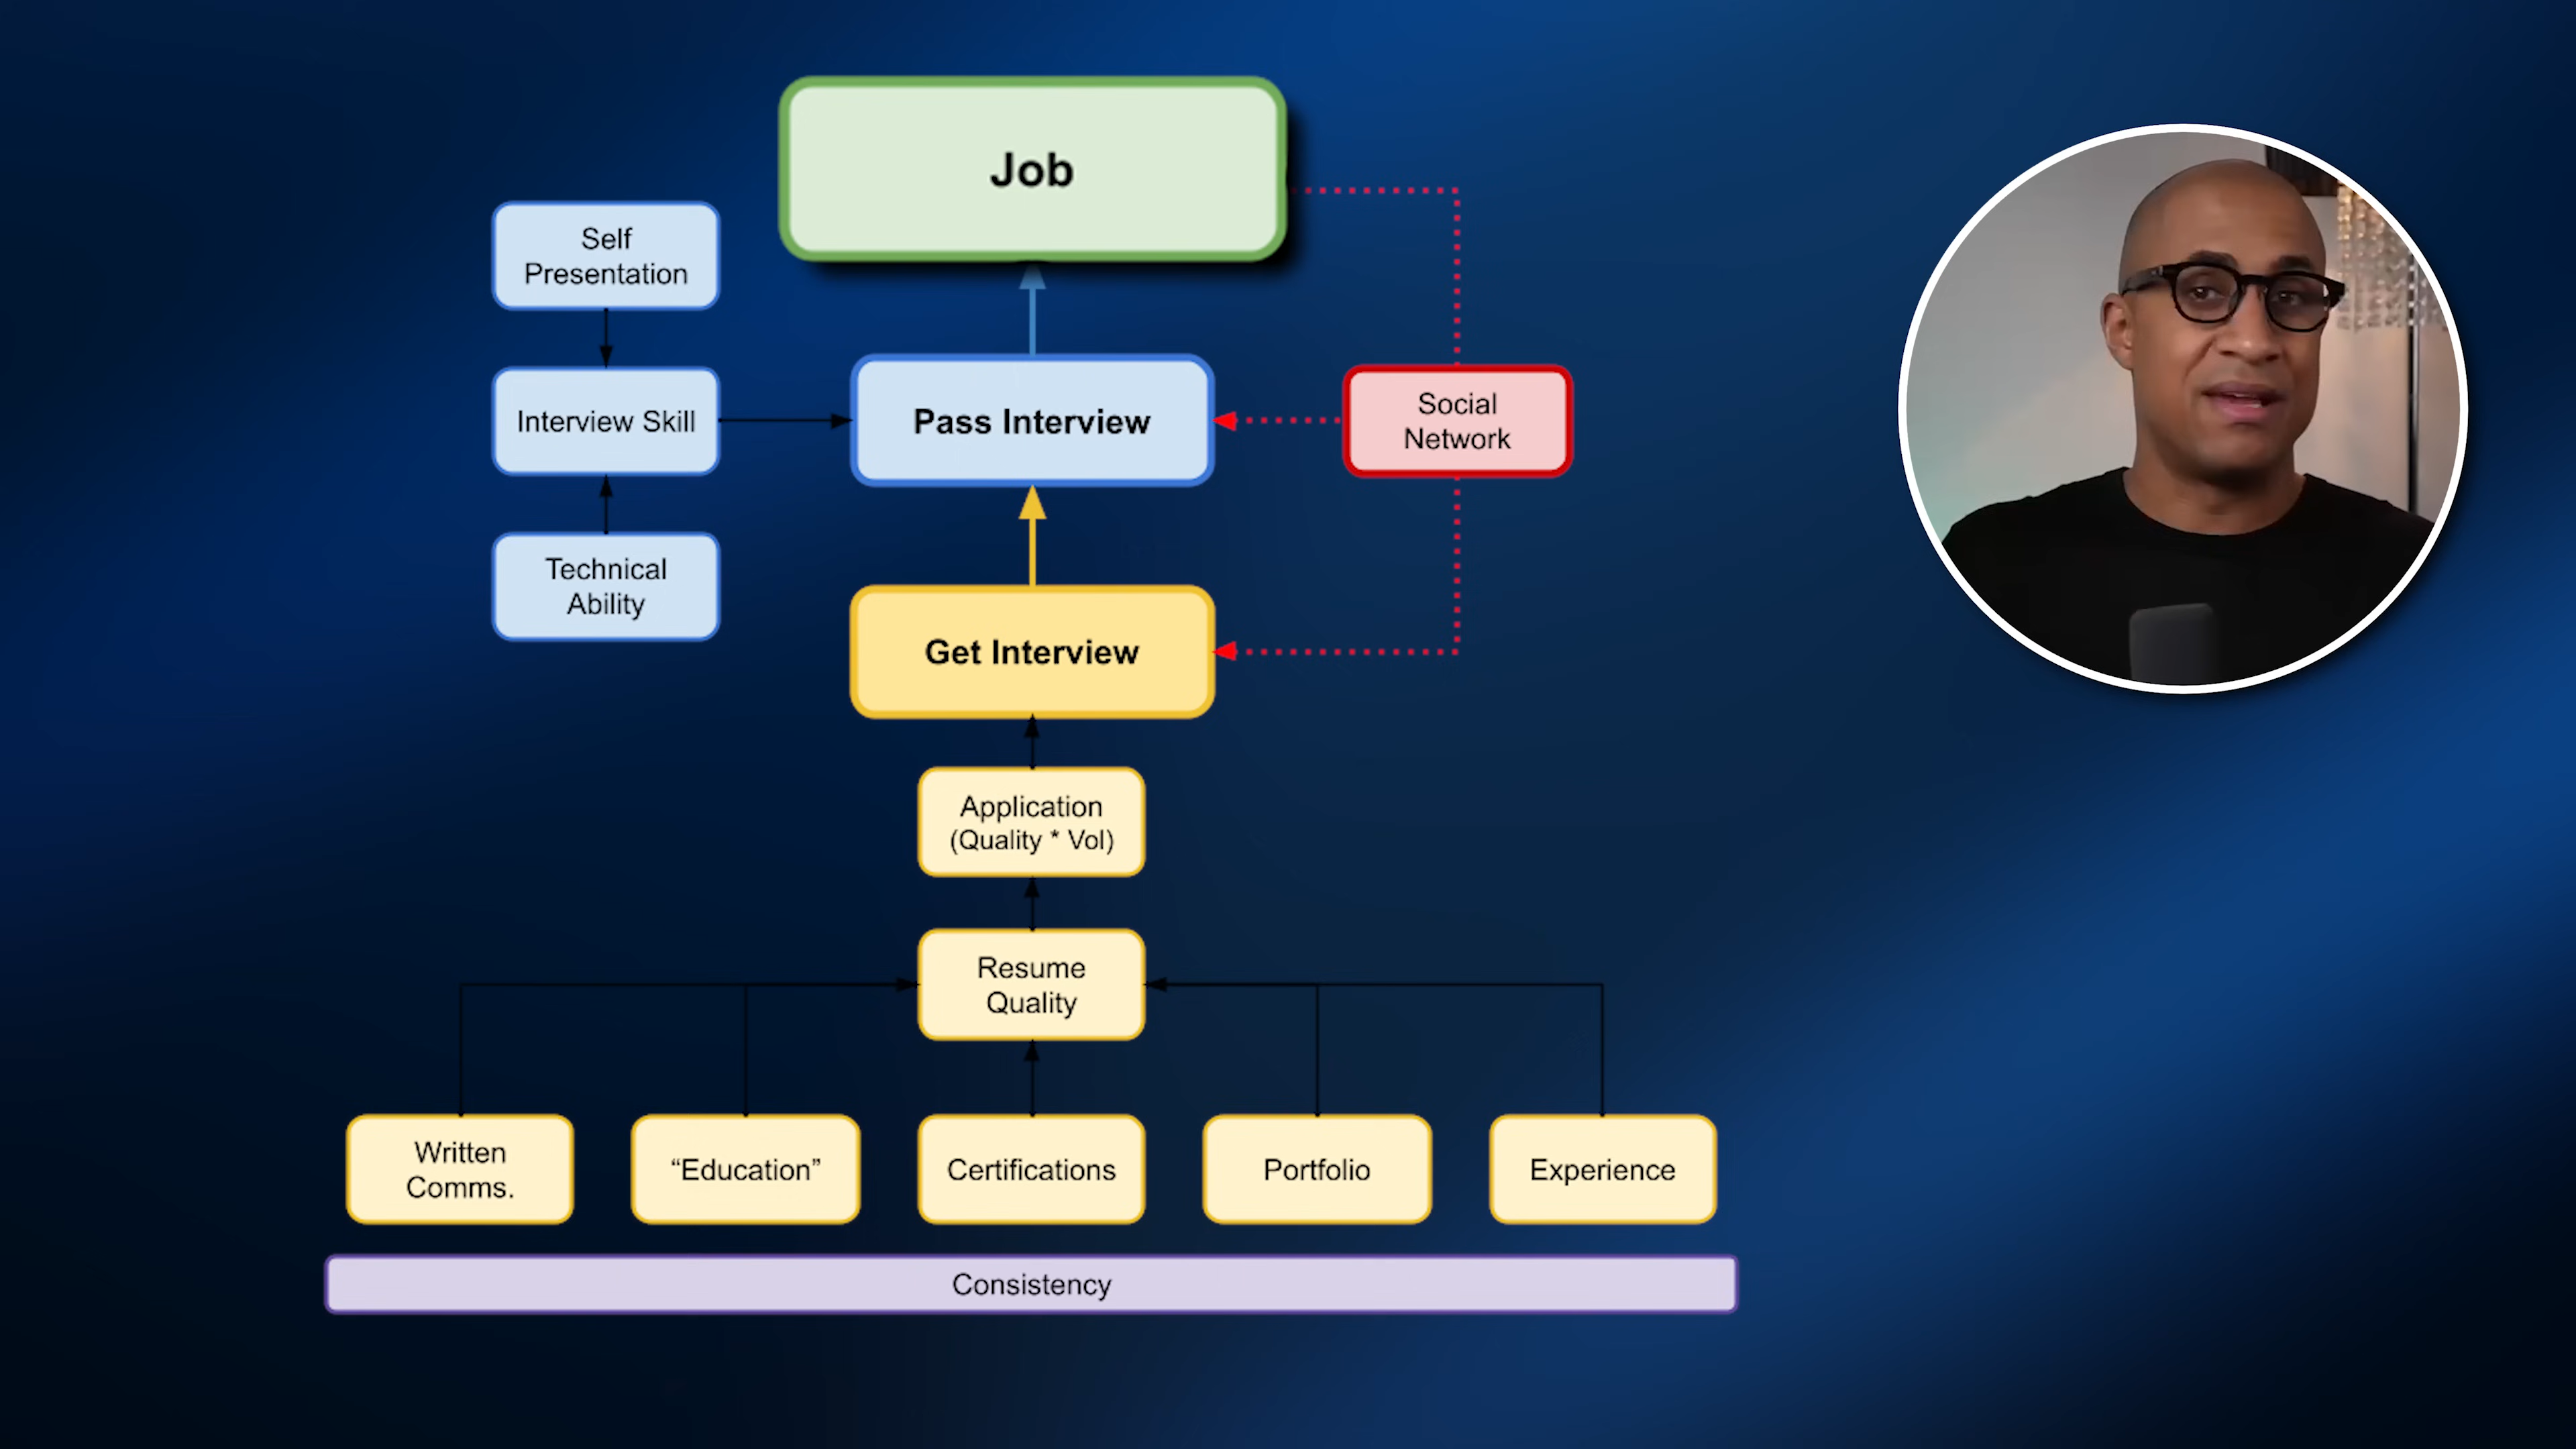 Job
Self
Presentation
Interview Skill
Pass Interview
Social
Network
Technical
Ability
Get Interview
Application
(Quality * Vol)
Resume
Quality
Written
Comms.
“Education”
Certifications
Portfolio
Experience
Consistency